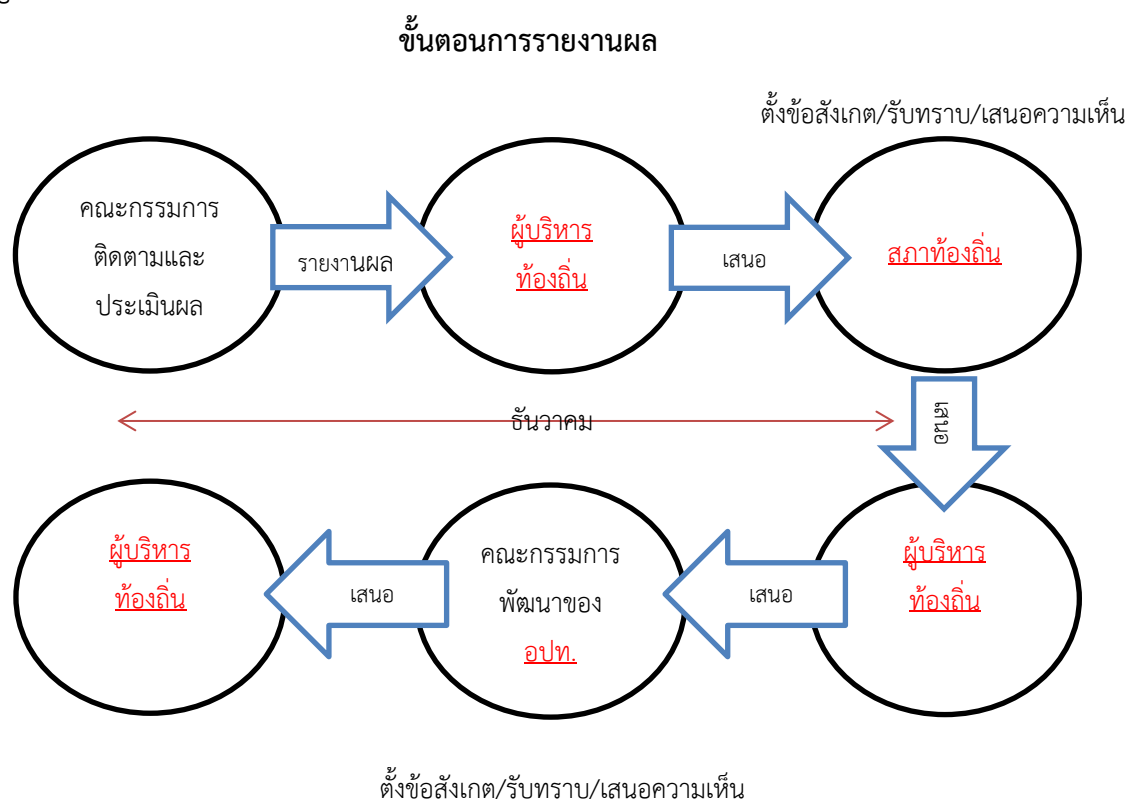 ขั้นตอนการรายงานผล
ตั้งข้อสังเกต/รับทราบ/เสนอความเห็น
คณะกรรมการ
ติดตามและ
ประเมินผล
รายงานผล
ผู้บริหาร
ท้องถิ่น
เสนอ
สภาท้องถิ่น
ธันวาคม
เสนอ
ผู้บริหาร
ท้องถิ่น
เสนอ
คณะกรรมการ
พัฒนาของ
อปท.
เสนอ
ผู้บริหาร
ท้องถิ่น
ตั้งข้อสังเกต/รับทราบ/เสนอความเห็น